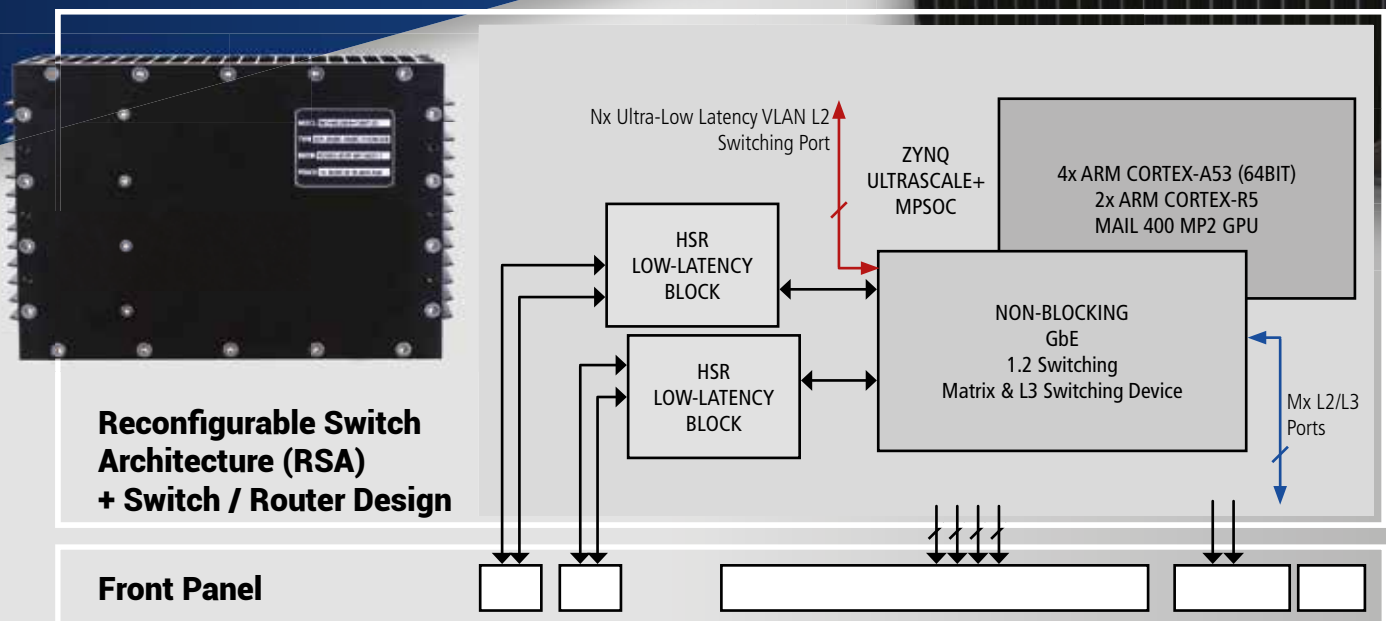 Nx Ultra-Low Latency VLAN L2
Switching Port
ZYNQ
ULTRASCALE+
MPSOC
4x ARM CORTEX-A53 (64BIT)
2x ARM CORTEX-R5
MAIL 400 MP2 GPU
HSR
LOW-LATENCY
BLOCK
NON-BLOCKING
GbE
1.2 Switching
Matrix & L3 Switching Device
HSR
LOW-LATENCY
BLOCK
Mx L2/L3
Ports
Reconfigurable Switch
Architecture (RSA)
+ Switch / Router Design
Front Panel